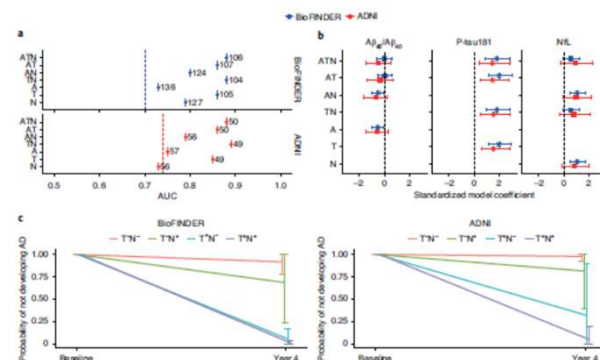 BioFINDER ADNI
a
b
Aβ42/Aβ40 P-tau181 NfL
ATN 106
AT 107
AN 124
TN 104
A 136
T 105
N 127
BioFINDER
ATN 50
AT 50
AN 56
TN 49
A 57
T 49
N 56
ADNI
0.5 0.6 0.7 0.8 0.9 1.0
AUC
ATN
AT
AN
TN
A
T
N
−2 0 2 −2 0 2 −2 0 2
Standardized model coefficient
c
BioFINDER ADNI
T−N− T−N+ T+N− T+N+ T−N− T−N+ T+N− T+N+
Probability of not developing AD
1.00
0.75
0.50
0.25
0
Baseline Year 4
Probability of not developing AD
1.00
0.75
0.50
0.25
0
Baseline Year 4